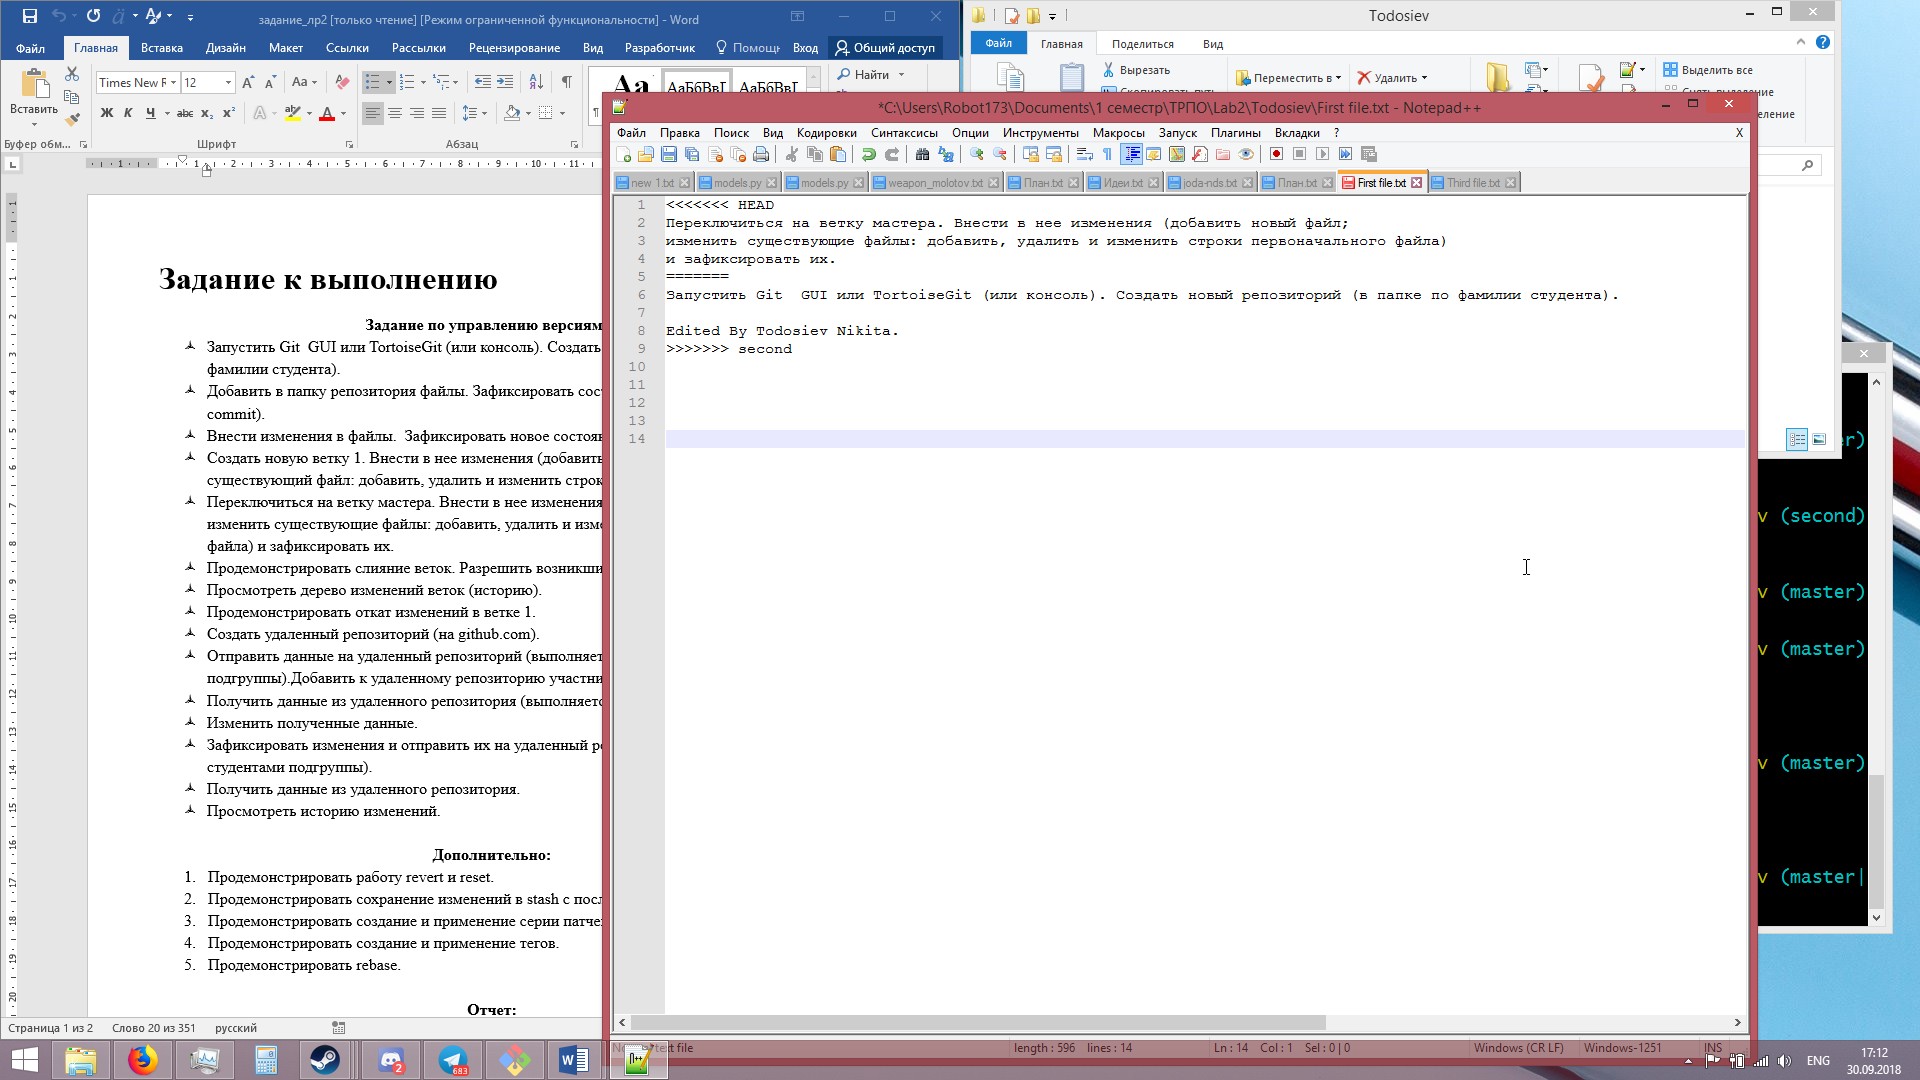 задание_лр2 [только чтение] [Режим ограниченной функциональности] - Word
Файл Главная Вставка Дизайн Макет Ссылки Рассылки Рецензирование Вид Разработчик Вход Общий доступ
Вставить
Times New R 12 Aa
Ж К Ч abc x₂ x²
АаБбВвГ АаБбВвГ
Найти
Шрифт Абзац
Задание к выполнению
Задание по управлению версиям
Запустить Git GUI или TortoiseGit (или консоль). Создать
фамилии студента).
Добавить в папку репозитория файлы. Зафиксировать сос
commit).
Внести изменения в файлы. Зафиксировать новое состоян
Создать новую ветку 1. Внести в нее изменения (добавить
существующий файл: добавить, удалить и изменить строк
Переключиться на ветку мастера. Внести в нее изменения
изменить существующие файлы: добавить, удалить и изме
файла) и зафиксировать их.
Продемонстрировать слияние веток. Разрешить возникши
Просмотреть дерево изменений веток (историю).
Продемонстрировать откат изменений в ветке 1.
Создать удаленный репозиторий (на github.com).
Отправить данные на удаленный репозиторий (выполняет
подгруппы).Добавить к удаленному репозиторию участни
Получить данные из удаленного репозитория (выполняетс
Изменить полученные данные.
Зафиксировать изменения и отправить их на удаленный р
студентами подгруппы).
Получить данные из удаленного репозитория.
Просмотреть историю изменений.
Дополнительно:
1. Продемонстрировать работу revert и reset.
2. Продемонстрировать сохранение изменений в stash с посл
3. Продемонстрировать создание и применение серии патче
4. Продемонстрировать создание и применение тегов.
5. Продемонстрировать rebase.
Отчет:
Страница 1 из 2 Слово 20 из 351 русский
Todosiev
Файл Главная Поделиться Вид
Вырезать
Переместить в Удалить Выделить все
*C:\Users\Robot173\Documents\1 семестр\ТРПО\Lab2\Todosiev\First file.txt - Notepad++
Файл Правка Поиск Вид Кодировки Синтаксисы Опции Инструменты Макросы Запуск Плагины Вкладки ? X
new 1.txt models.py models.py weapon_molotov.txt План.txt Идеи.txt joda-nds.txt План.txt First file.txt Third file.txt
1 <<<<<<< HEAD
2 Переключиться на ветку мастера. Внести в нее изменения (добавить новый файл;
3 изменить существующие файлы: добавить, удалить и изменить строки первоначального файла)
4 и зафиксировать их.
5 =======
6 Запустить Git  GUI или TortoiseGit (или консоль). Создать новый репозиторий (в папке по фамилии студента).
7
8 Edited By Todosiev Nikita.
9 >>>>>>> second
10
11
12
13
14
length : 596 lines : 14 Ln : 14 Col : 1 Sel : 0 | 0 Windows (CR LF) Windows-1251 INS
er)
v (second)
v (master)
v (master)
v (master)
v (master|
2
683
ENG
17:12
30.09.2018